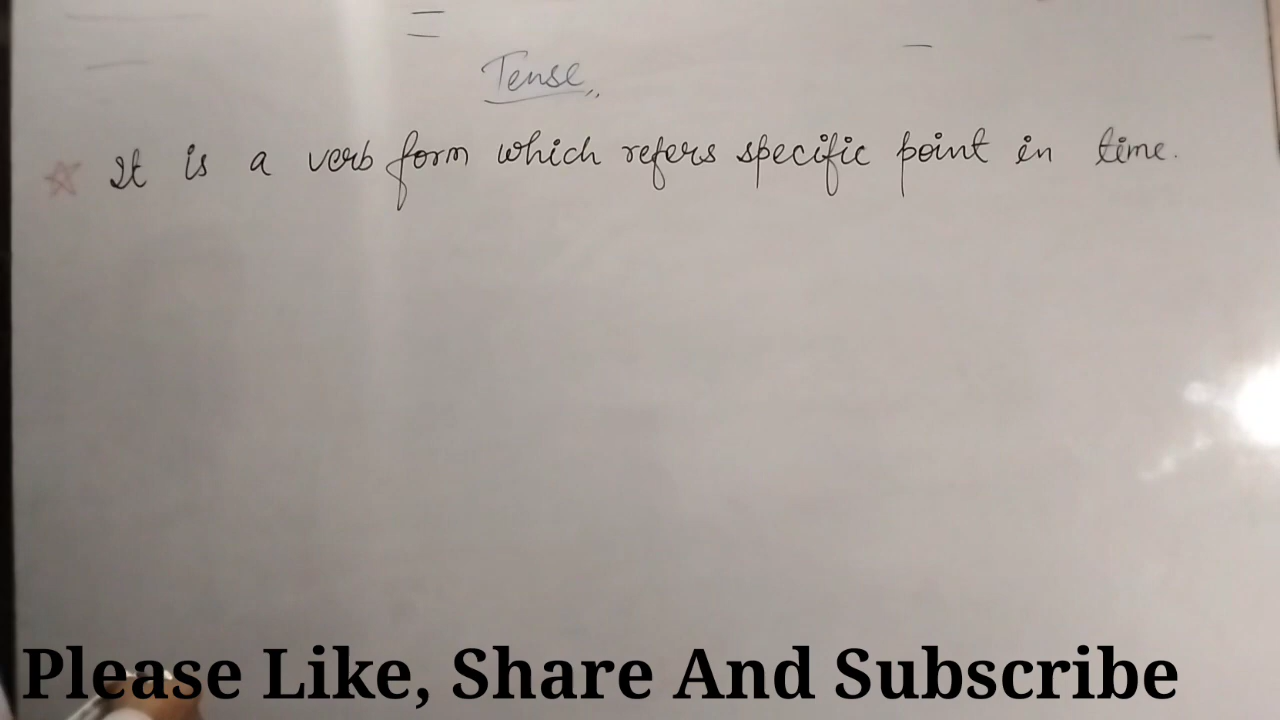 Tense,,
It is a verb form which refers specific point in time.
Please Like, Share And Subscribe